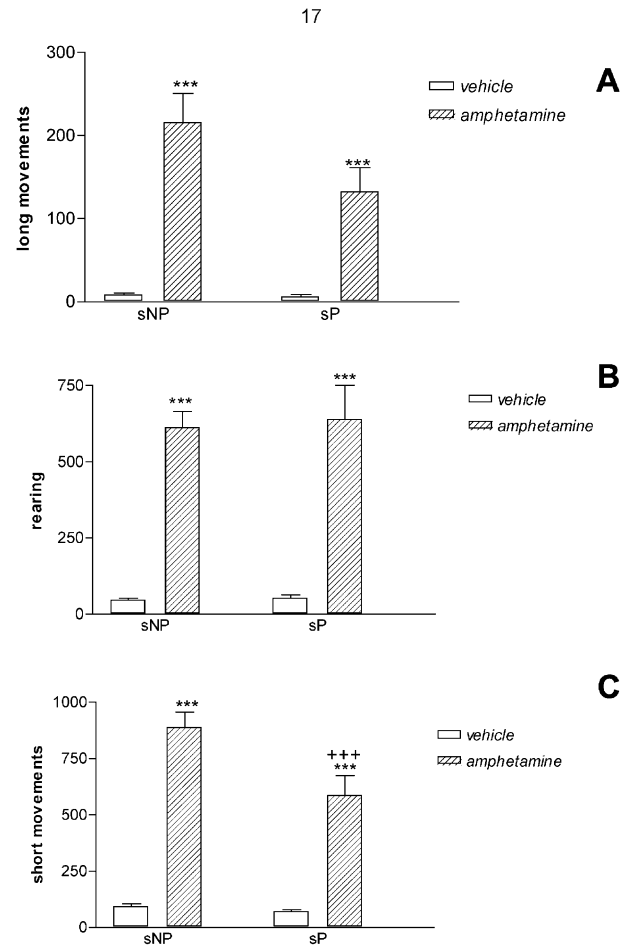 17
300
200
100
0
long movements
***
***
sNP
sP
vehicle
amphetamine
A
750
500
250
0
rearing
***
***
sNP
sP
vehicle
amphetamine
B
1000
750
500
250
0
short movements
***
+++
***
sNP
sP
vehicle
amphetamine
C